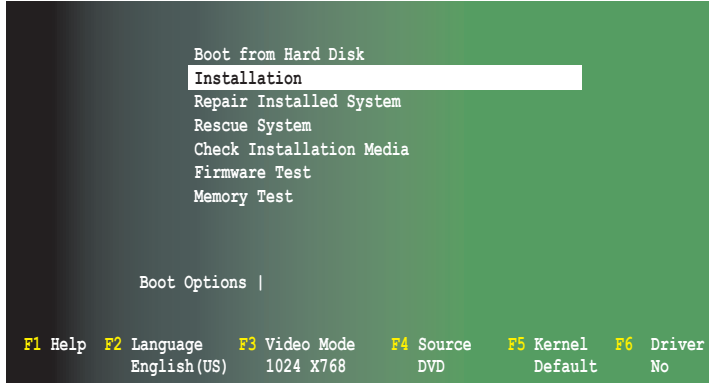 Boot from Hard Disk
Installation
Repair Installed System
Rescue System
Check Installation Media
Firmware Test
Memory Test
Boot Options |
F1 Help F2 Language F3 Video Mode F4 Source F5 Kernel F6 Driver
English(US) 1024 X768 DVD Default No